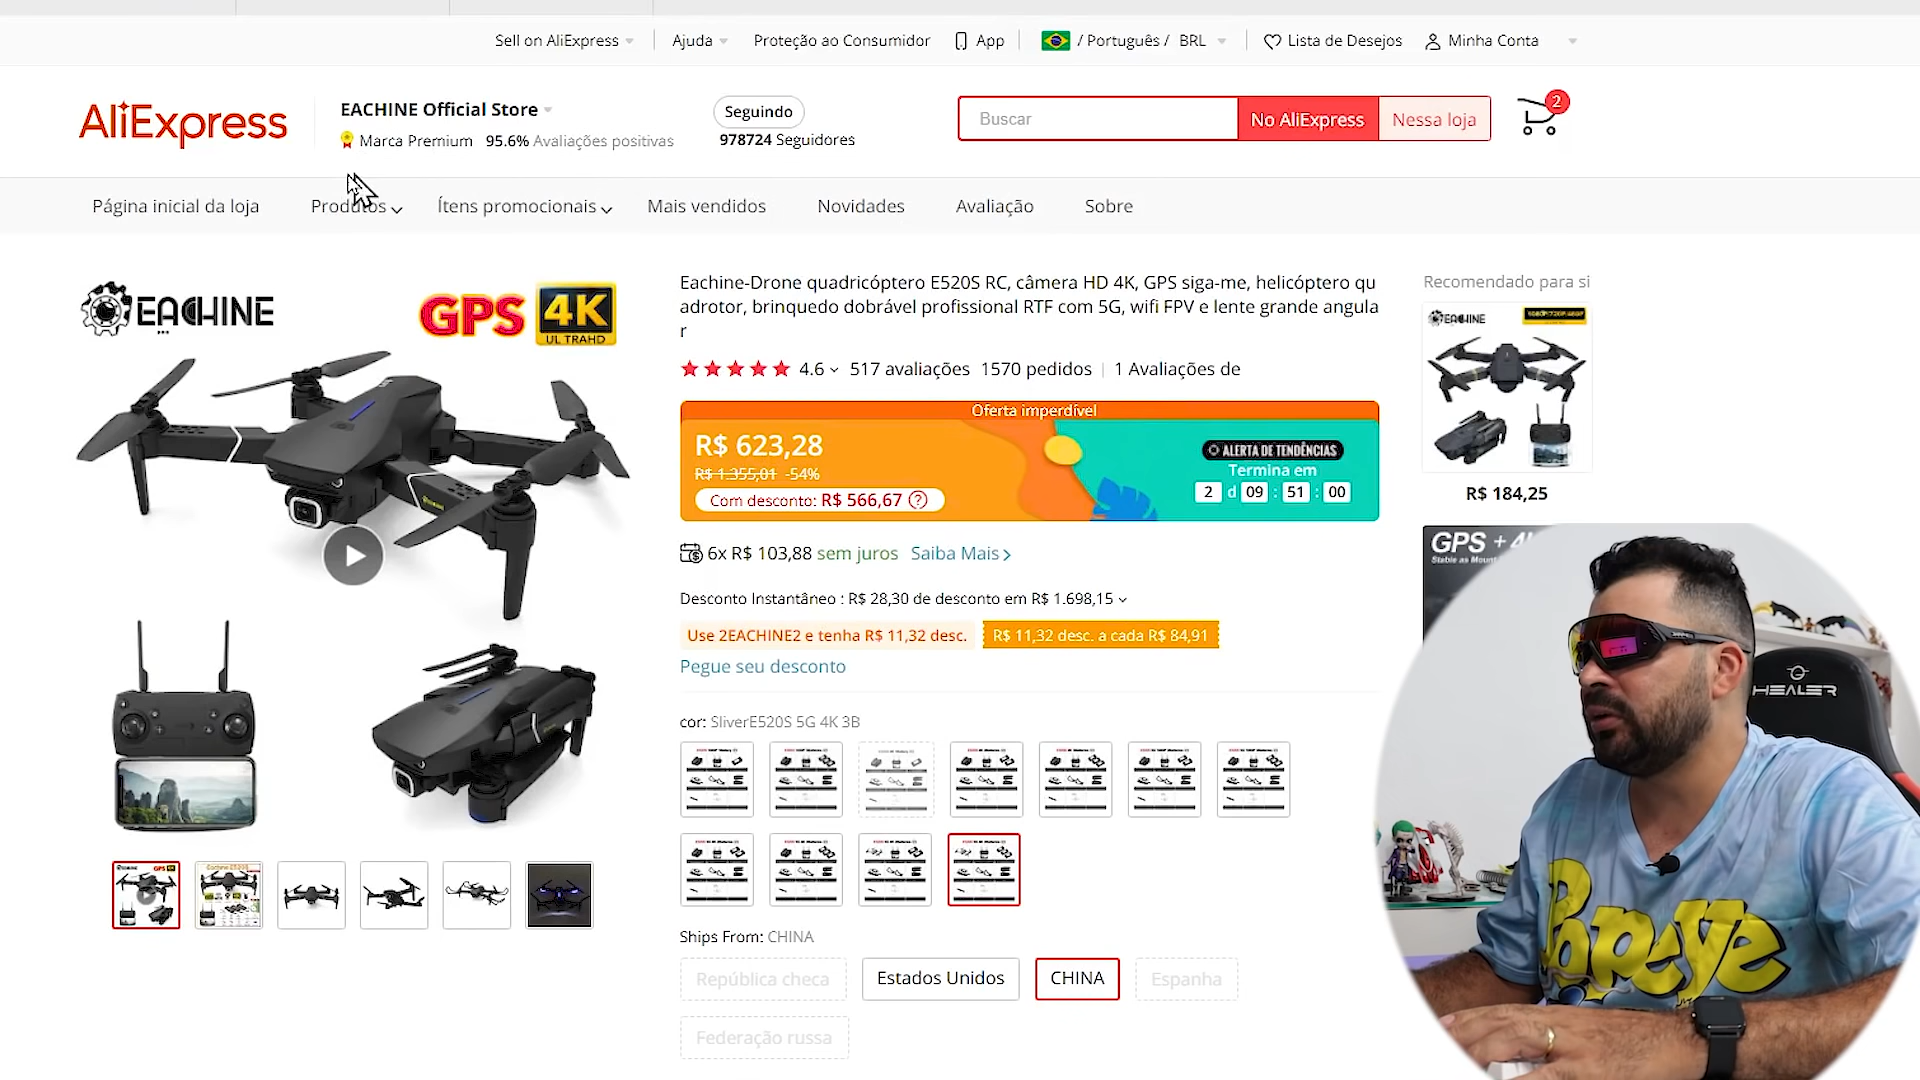 Sell on AliExpress
Ajuda
Proteção ao Consumidor
App
/ Português / BRL
Lista de Desejos
Minha Conta
AliExpress
EACHINE Official Store
Marca Premium 95.6% Avaliações positivas
Seguindo
978724 Seguidores
Buscar
No AliExpress
Nessa loja
2
Página inicial da loja
Produtos
Ítens promocionais
Mais vendidos
Novidades
Avaliação
Sobre
EACHINE
GPS 4K
UL TRAHD
Eachine-Drone quadricóptero E520S RC, câmera HD 4K, GPS siga-me, helicóptero qu
adrotor, brinquedo dobrável profissional RTF com 5G, wifi FPV e lente grande angula
r
4.6 517 avaliações 1570 pedidos 1 Avaliações de
Oferta imperdível
R$ 623,28
R$ 1.355,01 -54%
Com desconto: R$ 566,67
ALERTA DE TENDÊNCIAS
Termina em
2 d 09 : 51 : 00
6x R$ 103,88 sem juros Saiba Mais
Desconto Instantâneo : R$ 28,30 de desconto em R$ 1.698,15
Use 2EACHINE2 e tenha R$ 11,32 desc.
R$ 11,32 desc. a cada R$ 84,91
Pegue seu desconto
cor: SliverE520S 5G 4K 3B
Ships From: CHINA
República checa
Estados Unidos
CHINA
Espanha
Federação russa
Recomendado para si
EACHINE
R$ 184,25
GPS + 4
HEALER
Popeye